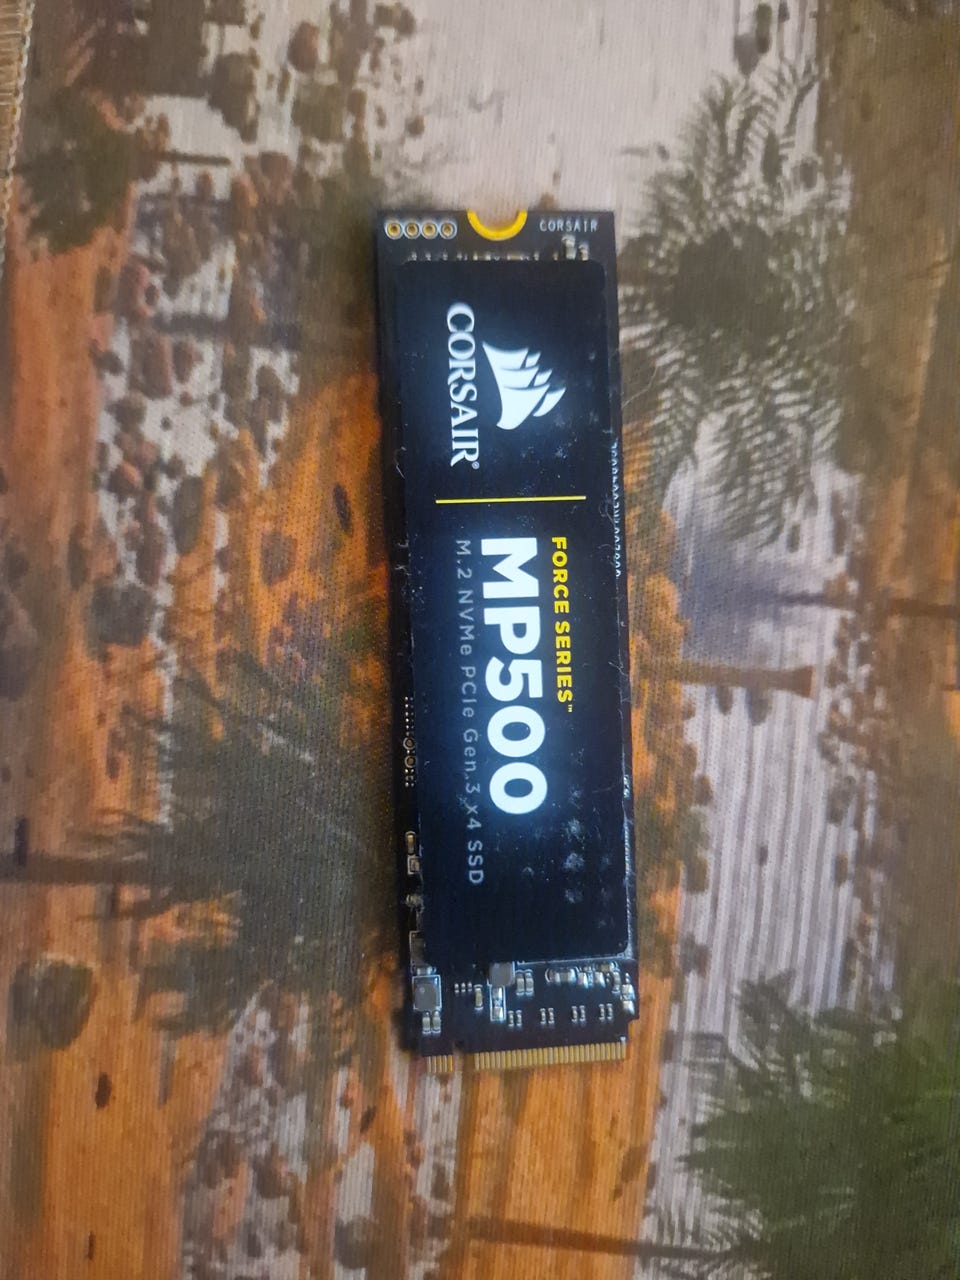 CORSAIR
CORSAIR®
FORCE SERIES™
MP500
M.2 NVMe PCIe Gen.3 x4 SSD